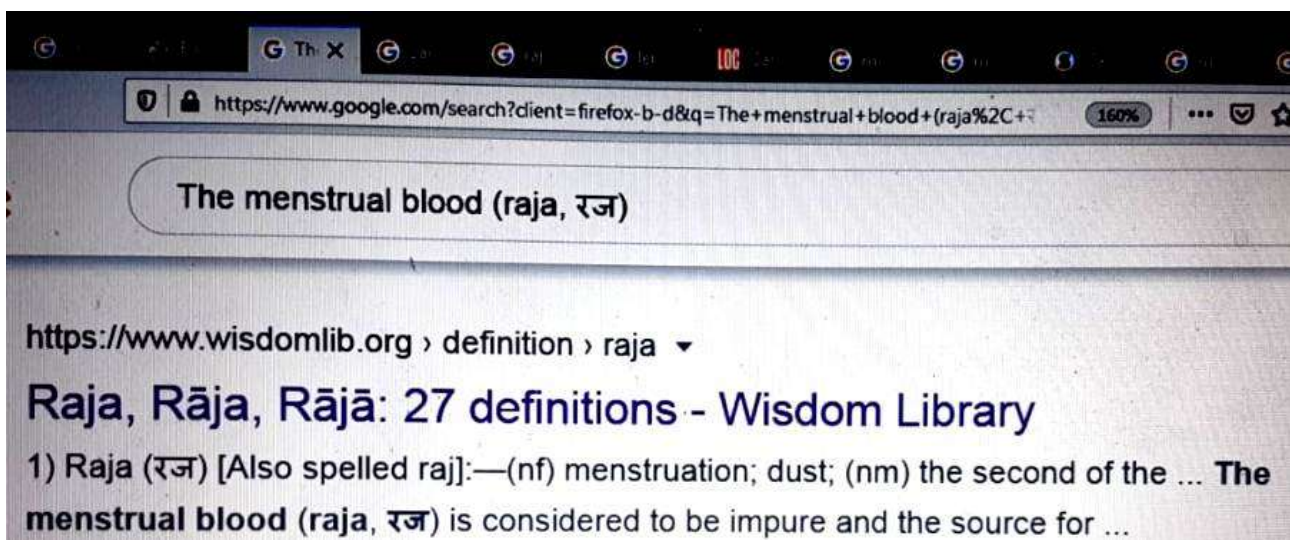 Th
LOC
https://www.google.com/search?client=firefox-b-d&q=The+menstrual+blood+(raja%2C+
160%
The menstrual blood (raja, रज)
https://www.wisdomlib.org › definition › raja
Raja, Rāja, Rājā: 27 definitions - Wisdom Library
1) Raja (रज) [Also spelled raj]:—(nf) menstruation; dust; (nm) the second of the ... The
menstrual blood (raja, रज) is considered to be impure and the source for ...